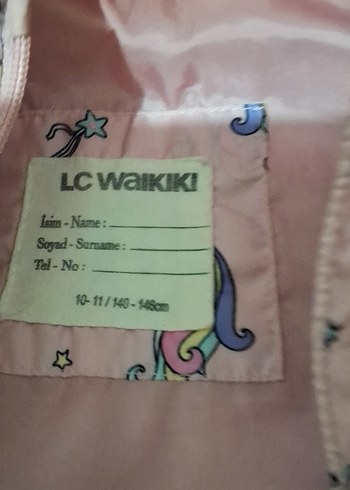 LC WAIKIKI
İsim - Name :
Soyad - Surname :
Tel - No :
10- 11 / 140 - 146cm